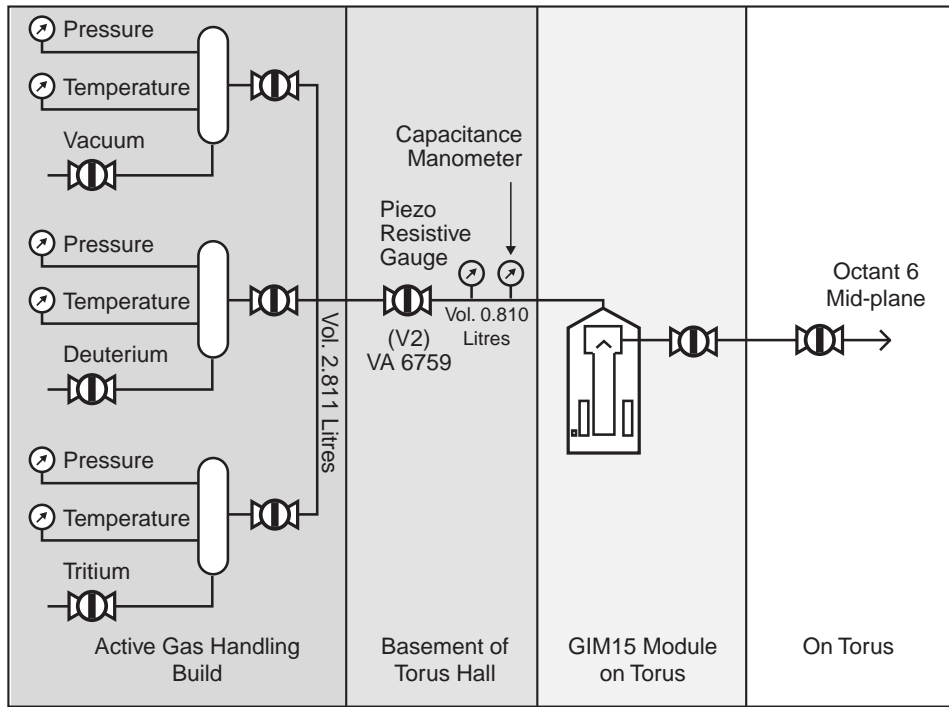 Pressure
Temperature
Vacuum
Pressure
Temperature
Deuterium
Pressure
Temperature
Tritium
Vol. 2.811 Litres
Capacitance
Manometer
Piezo
Resistive
Gauge
(V2)
VA 6759
Vol. 0.810
Litres
Octant 6
Mid-plane
Active Gas Handling
Build
Basement of
Torus Hall
GIM15 Module
on Torus
On Torus